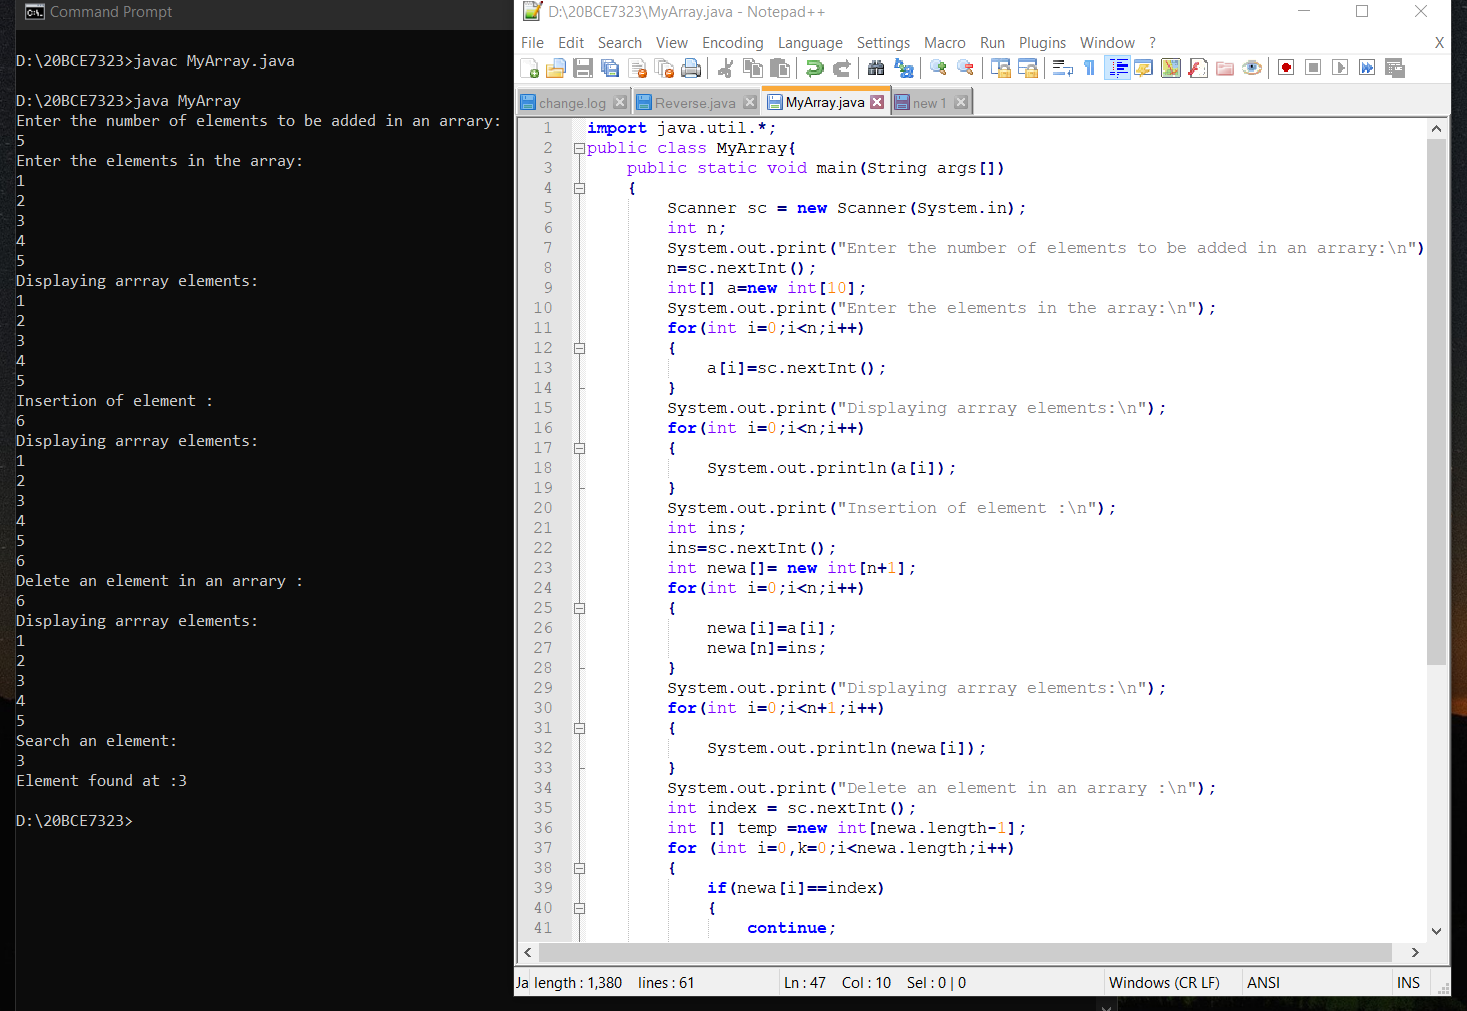 Command Prompt
D:\20BCE7323>javac MyArray.java
D:\20BCE7323>java MyArray
Enter the number of elements to be added in an arrary:
5
Enter the elements in the array:
1
2
3
4
5
Displaying arrray elements:
1
2
3
4
5
Insertion of element :
6
Displaying arrray elements:
1
2
3
4
5
6
Delete an element in an arrary :
6
Displaying arrray elements:
1
2
3
4
5
Search an element:
3
Element found at :3
D:\20BCE7323>
D:\20BCE7323\MyArray.java - Notepad++
File Edit Search View Encoding Language Settings Macro Run Plugins Window ? X
change.log Reverse.java MyArray.java new 1
1 import java.util.*;
2 public class MyArray{
3 public static void main(String args[])
4 {
5 Scanner sc = new Scanner(System.in);
6 int n;
7 System.out.print("Enter the number of elements to be added in an arrary:\n")
8 n=sc.nextInt();
9 int[] a=new int[10];
10 System.out.print("Enter the elements in the array:\n");
11 for(int i=0;i<n;i++)
12 {
13 a[i]=sc.nextInt();
14 }
15 System.out.print("Displaying arrray elements:\n");
16 for(int i=0;i<n;i++)
17 {
18 System.out.println(a[i]);
19 }
20 System.out.print("Insertion of element :\n");
21 int ins;
22 ins=sc.nextInt();
23 int newa[]= new int[n+1];
24 for(int i=0;i<n;i++)
25 {
26 newa[i]=a[i];
27 newa[n]=ins;
28 }
29 System.out.print("Displaying arrray elements:\n");
30 for(int i=0;i<n+1;i++)
31 {
32 System.out.println(newa[i]);
33 }
34 System.out.print("Delete an element in an arrary :\n");
35 int index = sc.nextInt();
36 int [] temp =new int[newa.length-1];
37 for (int i=0,k=0;i<newa.length;i++)
38 {
39 if(newa[i]==index)
40 {
41 continue;
Ja length : 1,380 lines : 61 Ln : 47 Col : 10 Sel : 0 | 0 Windows (CR LF) ANSI INS